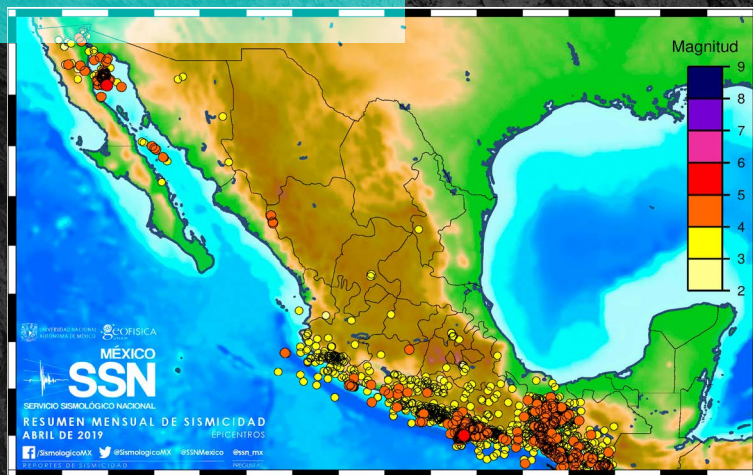 Magnitud
9
8
7
6
5
4
3
2
UNIVERSIDAD NACIONAL
AUTÓNOMA DE MÉXICO
GEOFISICA
MÉXICO
SSN
SERVICIO SISMOLÓGICO NACIONAL
RESUMEN MENSUAL DE SISMICIDAD
ABRIL DE 2019
EPICENTROS
/SismologicoMX @SismologicoMX @SSNMexico @ssn_mx
REPORTES DE SISMICIDAD